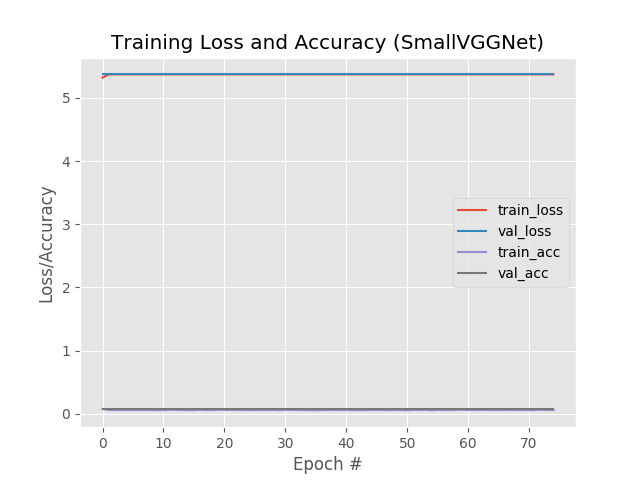 Training Loss and Accuracy (SmallVGGNet)
5
4
3
2
1
0
Loss/Accuracy
train_loss
val_loss
train_acc
val_acc
0 10 20 30 40 50 60 70
Epoch #